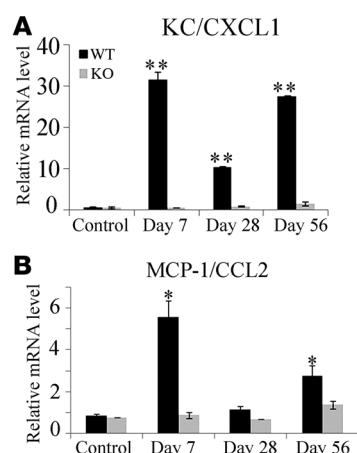 A
KC/CXCL1
Relative mRNA level
40
30
20
10
0
WT
KO
**
**
**
Control Day 7 Day 28 Day 56
B
MCP-1/CCL2
Relative mRNA level
6
4
2
0
*
*
Control Day 7 Day 28 Day 56